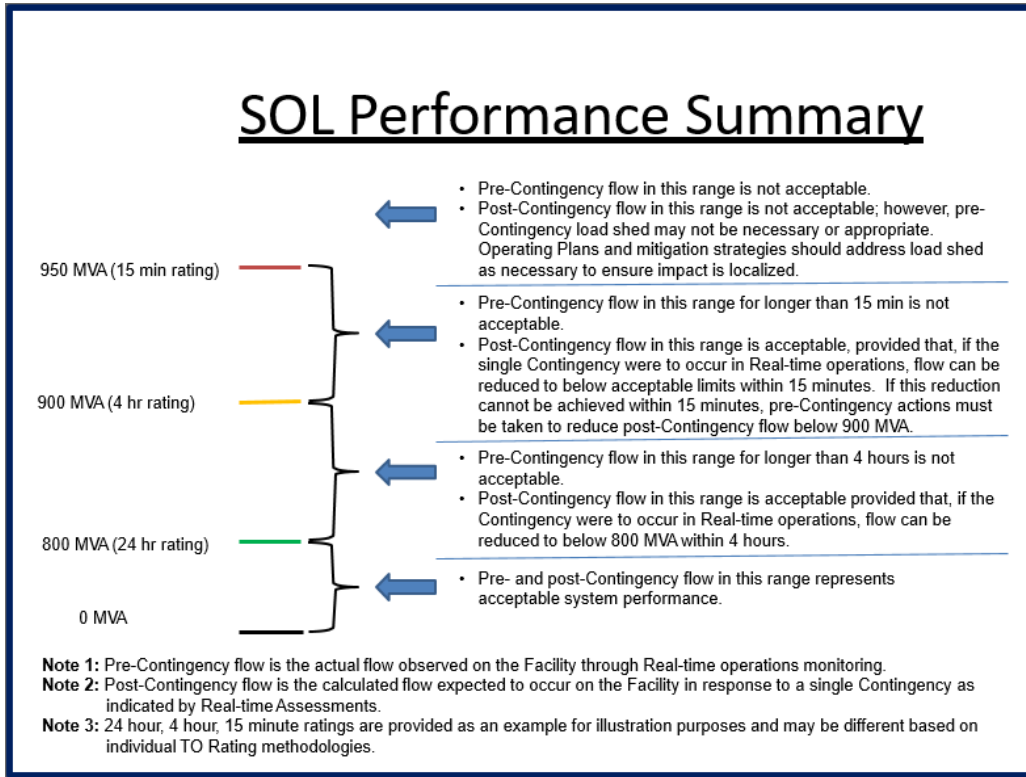 SOL Performance Summary
• Pre-Contingency flow in this range is not acceptable.
• Post-Contingency flow in this range is not acceptable; however, pre-
Contingency load shed may not be necessary or appropriate.
Operating Plans and mitigation strategies should address load shed
as necessary to ensure impact is localized.
950 MVA (15 min rating)
• Pre-Contingency flow in this range for longer than 15 min is not
acceptable.
• Post-Contingency flow in this range is acceptable, provided that, if the
single Contingency were to occur in Real-time operations, flow can be
reduced to below acceptable limits within 15 minutes. If this reduction
cannot be achieved within 15 minutes, pre-Contingency actions must
be taken to reduce post-Contingency flow below 900 MVA.
900 MVA (4 hr rating)
• Pre-Contingency flow in this range for longer than 4 hours is not
acceptable.
• Post-Contingency flow in this range is acceptable provided that, if the
Contingency were to occur in Real-time operations, flow can be
reduced to below 800 MVA within 4 hours.
800 MVA (24 hr rating)
• Pre- and post-Contingency flow in this range represents
acceptable system performance.
0 MVA
Note 1: Pre-Contingency flow is the actual flow observed on the Facility through Real-time operations monitoring.
Note 2: Post-Contingency flow is the calculated flow expected to occur on the Facility in response to a single Contingency as
indicated by Real-time Assessments.
Note 3: 24 hour, 4 hour, 15 minute ratings are provided as an example for illustration purposes and may be different based on
individual TO Rating methodologies.